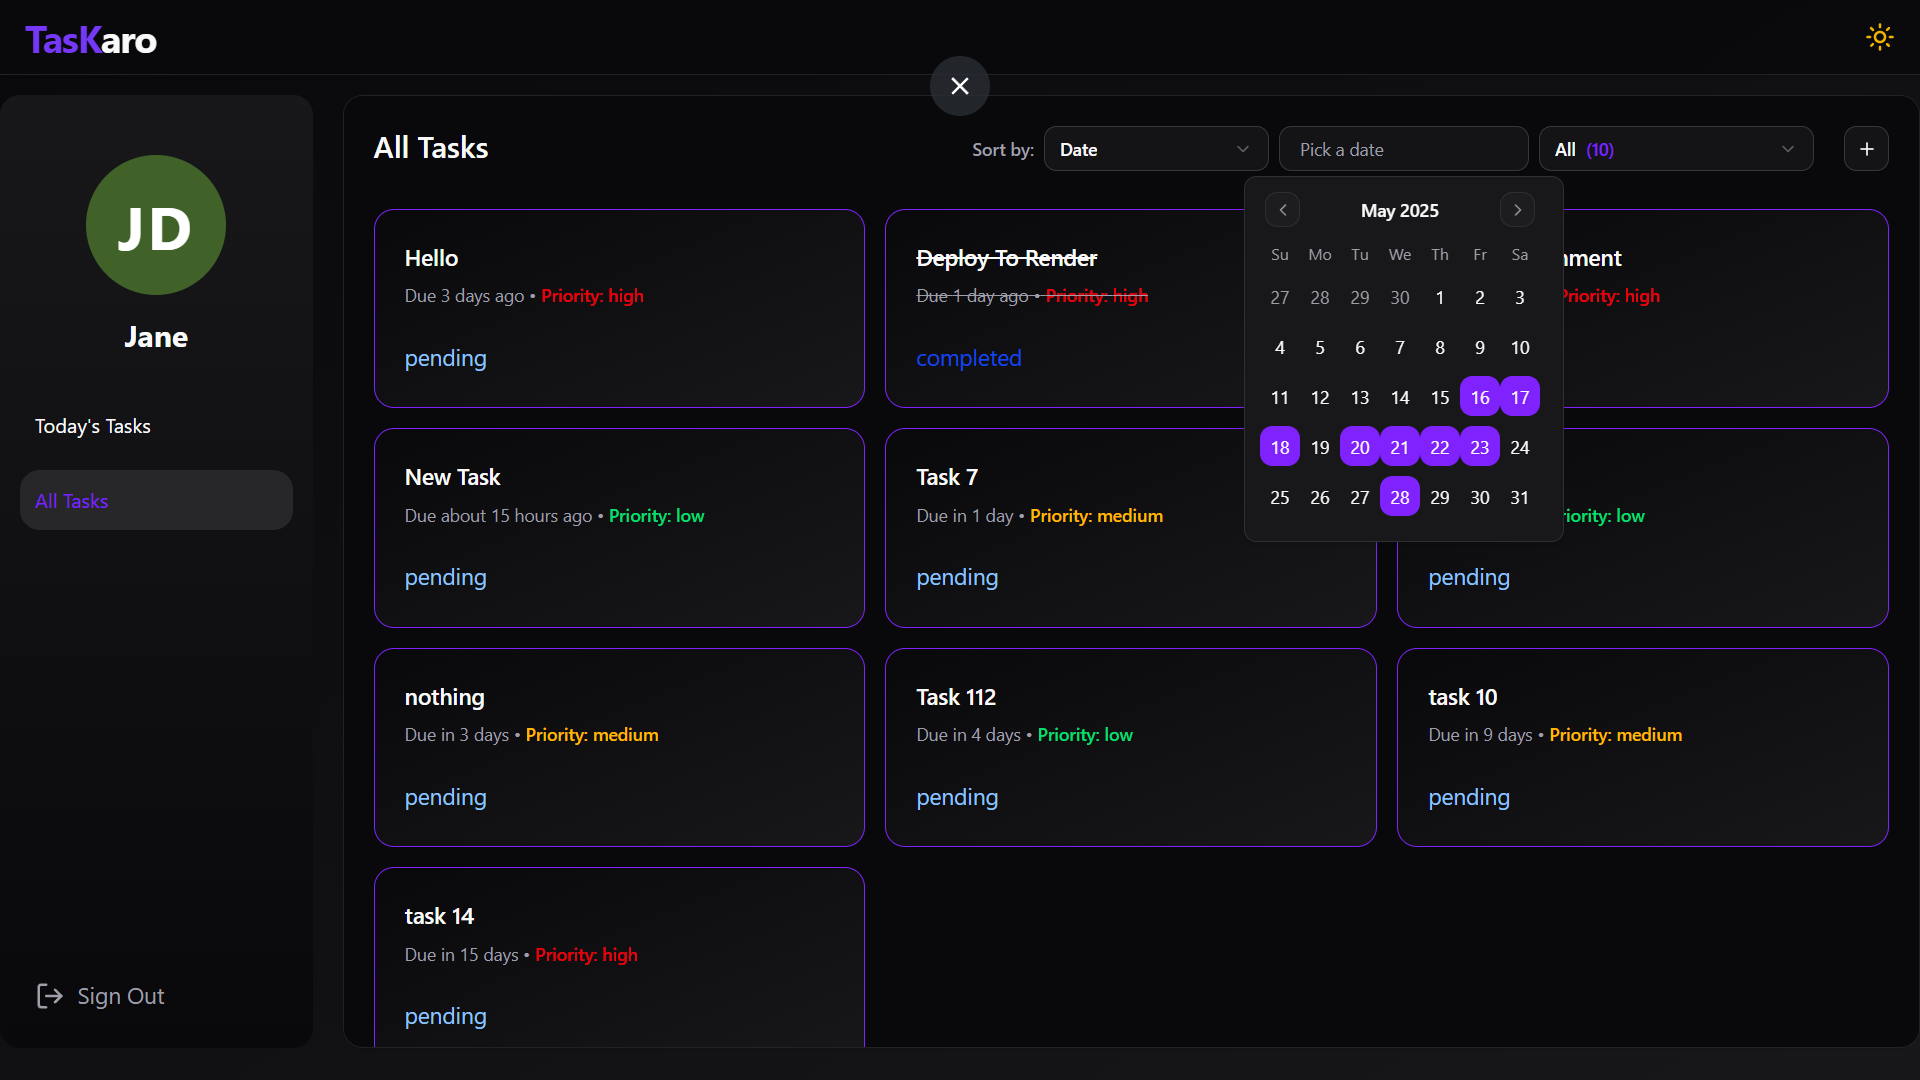 TasKaro
JD
Jane
Today's Tasks
All Tasks
Sign Out
All Tasks
Sort by:
Date
Pick a date
All (10)
May 2025
Su Mo Tu We Th Fr Sa
27 28 29 30 1 2 3
4 5 6 7 8 9 10
11 12 13 14 15 16 17
18 19 20 21 22 23 24
25 26 27 28 29 30 31
Hello
Due 3 days ago • Priority: high
pending
Deploy To Render
Due 1 day ago • Priority: high
completed
Priority: high
New Task
Due about 15 hours ago • Priority: low
pending
Task 7
Due in 1 day • Priority: medium
pending
low
pending
nothing
Due in 3 days • Priority: medium
pending
Task 112
Due in 4 days • Priority: low
pending
task 10
Due in 9 days • Priority: medium
pending
task 14
Due in 15 days • Priority: high
pending